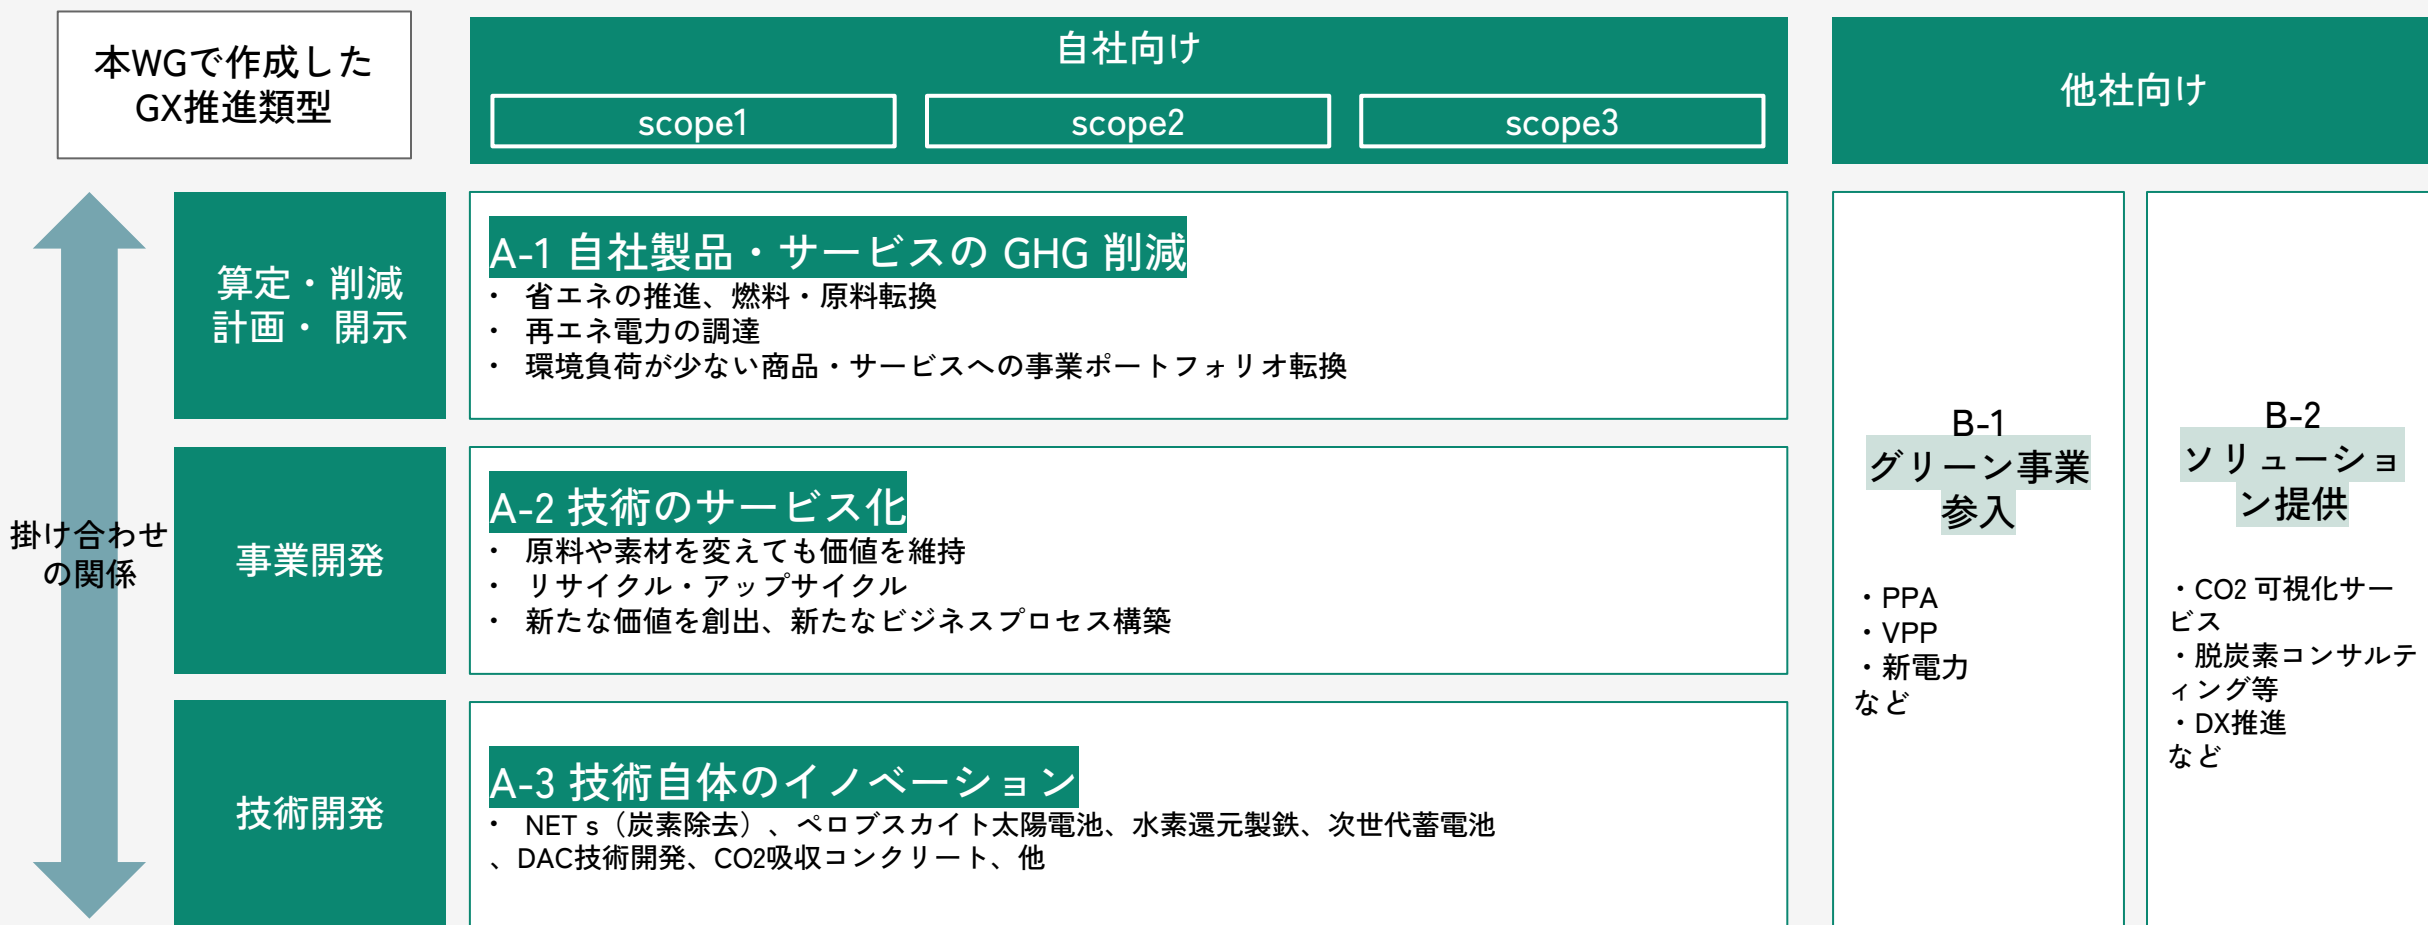 本WGで作成した
GX推進類型
自社向け
scope1
scope2
scope3
他社向け
掛け合わせ
の関係
算定・削減
計画・ 開示
A-1 自社製品・サービスの GHG 削減
・ 省エネの推進、燃料・原料転換
・ 再エネ電力の調達
・ 環境負荷が少ない商品・サービスへの事業ポートフォリオ転換
事業開発
A-2 技術のサービス化
・ 原料や素材を変えても価値を維持
・ リサイクル・アップサイクル
・ 新たな価値を創出、新たなビジネスプロセス構築
技術開発
A-3 技術自体のイノベーション
・ NET s（炭素除去）、ペロブスカイト太陽電池、水素還元製鉄、次世代蓄電池
、DAC技術開発、CO2吸収コンクリート、他
B-1
グリーン事業
参入
・PPA
・VPP
・新電力
など
B-2
ソリューショ
ン提供
・CO2 可視化サー
ビス
・脱炭素コンサルテ
ィング等
・DX推進
など